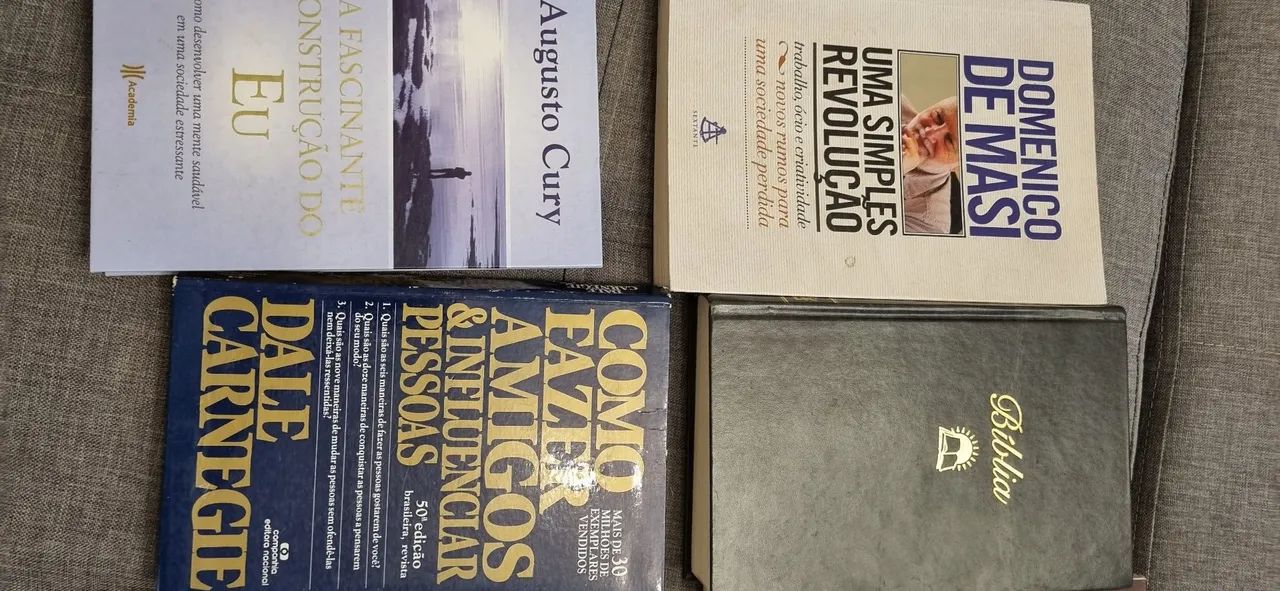 Augusto Cury
A FASCINANTE
CONSTRUÇÃO DO
EU
Como desenvolver uma mente saudável
em uma sociedade estressante
Academia
DOMENICO
DE MASI
UMA SIMPLES
REVOLUÇÃO
trabalho, ócio e criatividade
novos rumos para
uma sociedade perdida
SEXTANTE
COMO
FAZER
AMIGOS
& INFLUENCIAR
PESSOAS
MAIS DE 30
MILHÕES DE
EXEMPLARES
VENDIDOS
50ª edição
brasileira, revista
1. Quais são as seis maneiras de fazer as pessoas gostarem de você?
2. Quais são as doze maneiras de conquistar as pessoas a pensarem
do seu modo?
3. Quais são as nove maneiras de mudar as pessoas sem ofendê-las
nem deixá-las ressentidas?
DALE
CARNEGIE
companhia
editora nacional
Bíblia